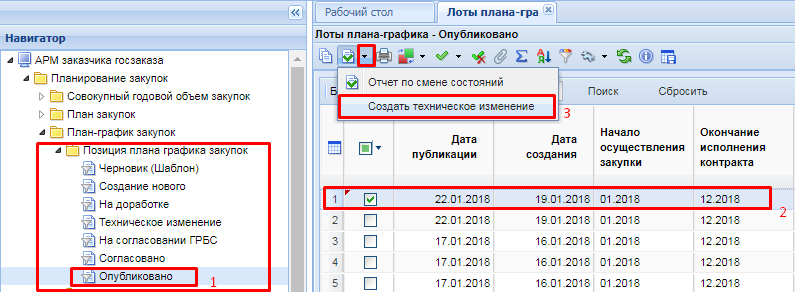 Навигатор
АРМ заказчика госзаказа
Планирование закупок
Совокупный годовой объем закупок
План закупок
План-график закупок
Позиция плана графика закупок
Черновик (Шаблон)
Создание нового
На доработке
Техническое изменение
На согласовании ГРБС
Согласовано
Опубликовано
1
Рабочий стол
Лоты плана-гра
Лоты плана-графика - Опубликовано
Отчет по смене состояний
Создать техническое изменение
3
Поиск
Сбросить
Дата публикации
Дата создания
Начало осуществления закупки
Окончание исполнения контракта
1 22.01.2018 19.01.2018 01.2018 12.2018
2
2 22.01.2018 19.01.2018 01.2018 12.2018
3 17.01.2018 16.01.2018 01.2018 12.2018
4 17.01.2018 16.01.2018 01.2018 12.2018
5 17.01.2018 16.01.2018 01.2018 12.2018